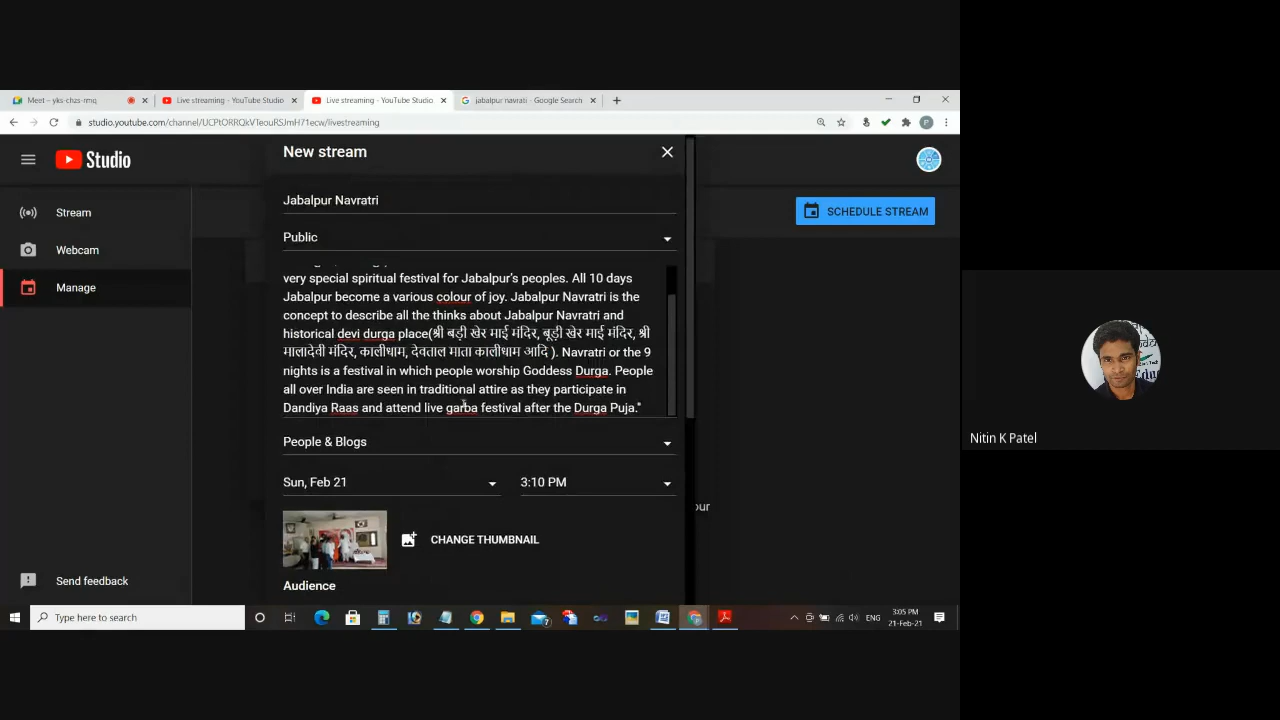 Meet – yks-chzs-rmq
Live streaming - YouTube Studio
Live streaming - YouTube Studio
jabalpur navrati - Google Search
studio.youtube.com/channel/UCPtORRQkVTeouRSJmH71ecw/livestreaming
Studio
New stream
Jabalpur Navratri
SCHEDULE STREAM
Stream
Public
Webcam
very special spiritual festival for Jabalpur's peoples. All 10 days
Manage
Jabalpur become a various colour of joy. Jabalpur Navratri is the
concept to describe all the thinks about Jabalpur Navratri and
historical devi durga place(श्री बड़ी खेर माई मंदिर, बूड़ी खेर माई मंदिर, श्री
मालादेवी मंदिर, कालीधाम, देवताल माता कालीधाम आदि ). Navratri or the 9
nights is a festival in which people worship Goddess Durga. People
all over India are seen in traditional attire as they participate in
Dandiya Raas and attend live garba festival after the Durga Puja."
Nitin K Patel
People & Blogs
Sun, Feb 21
3:10 PM
our
CHANGE THUMBNAIL
Send feedback
Audience
Type here to search
ENG
3:05 PM
21-Feb-21